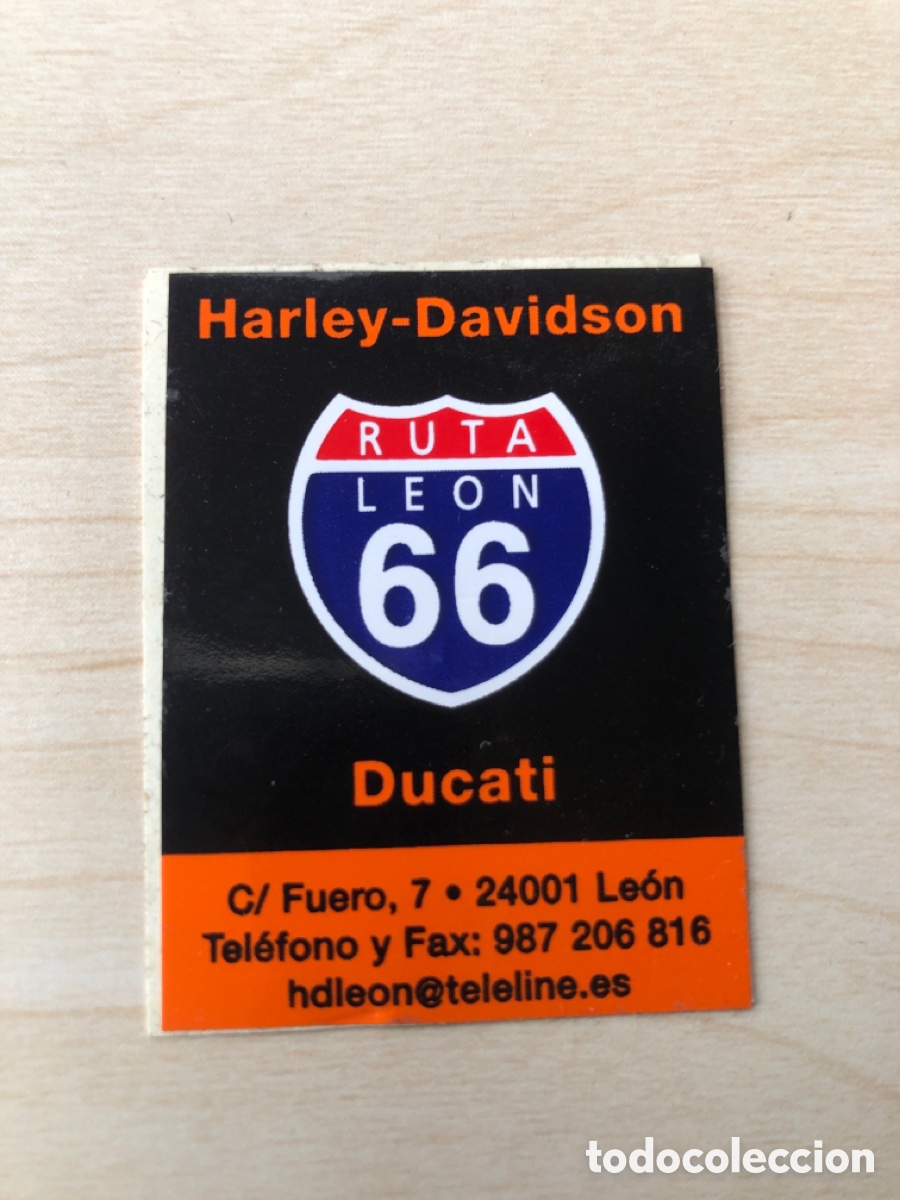 Harley-Davidson
RUTA
LEON
66
Ducati
C/ Fuero, 7 • 24001 León
Teléfono y Fax: 987 206 816
hdleon@teleline.es
todocoleccion